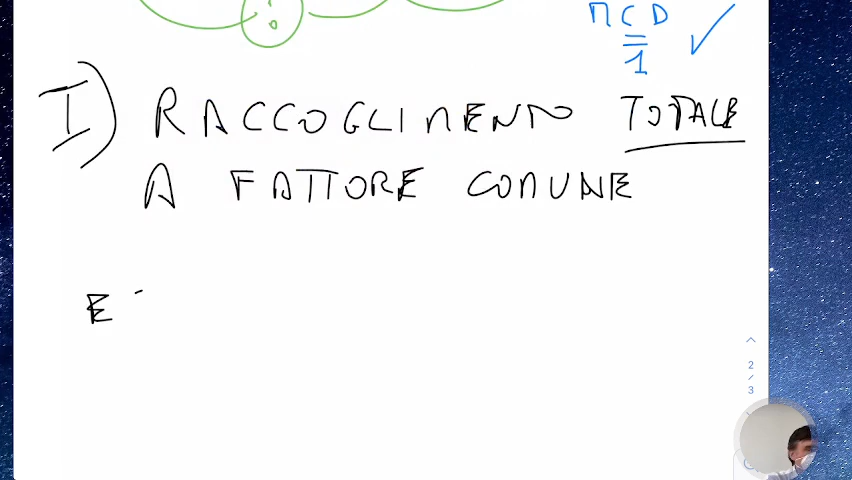 MCD
=
1 ✓
I) RACCOGLIMENTO TOTALE
A FATTORE COMUNE
E
2
/
3